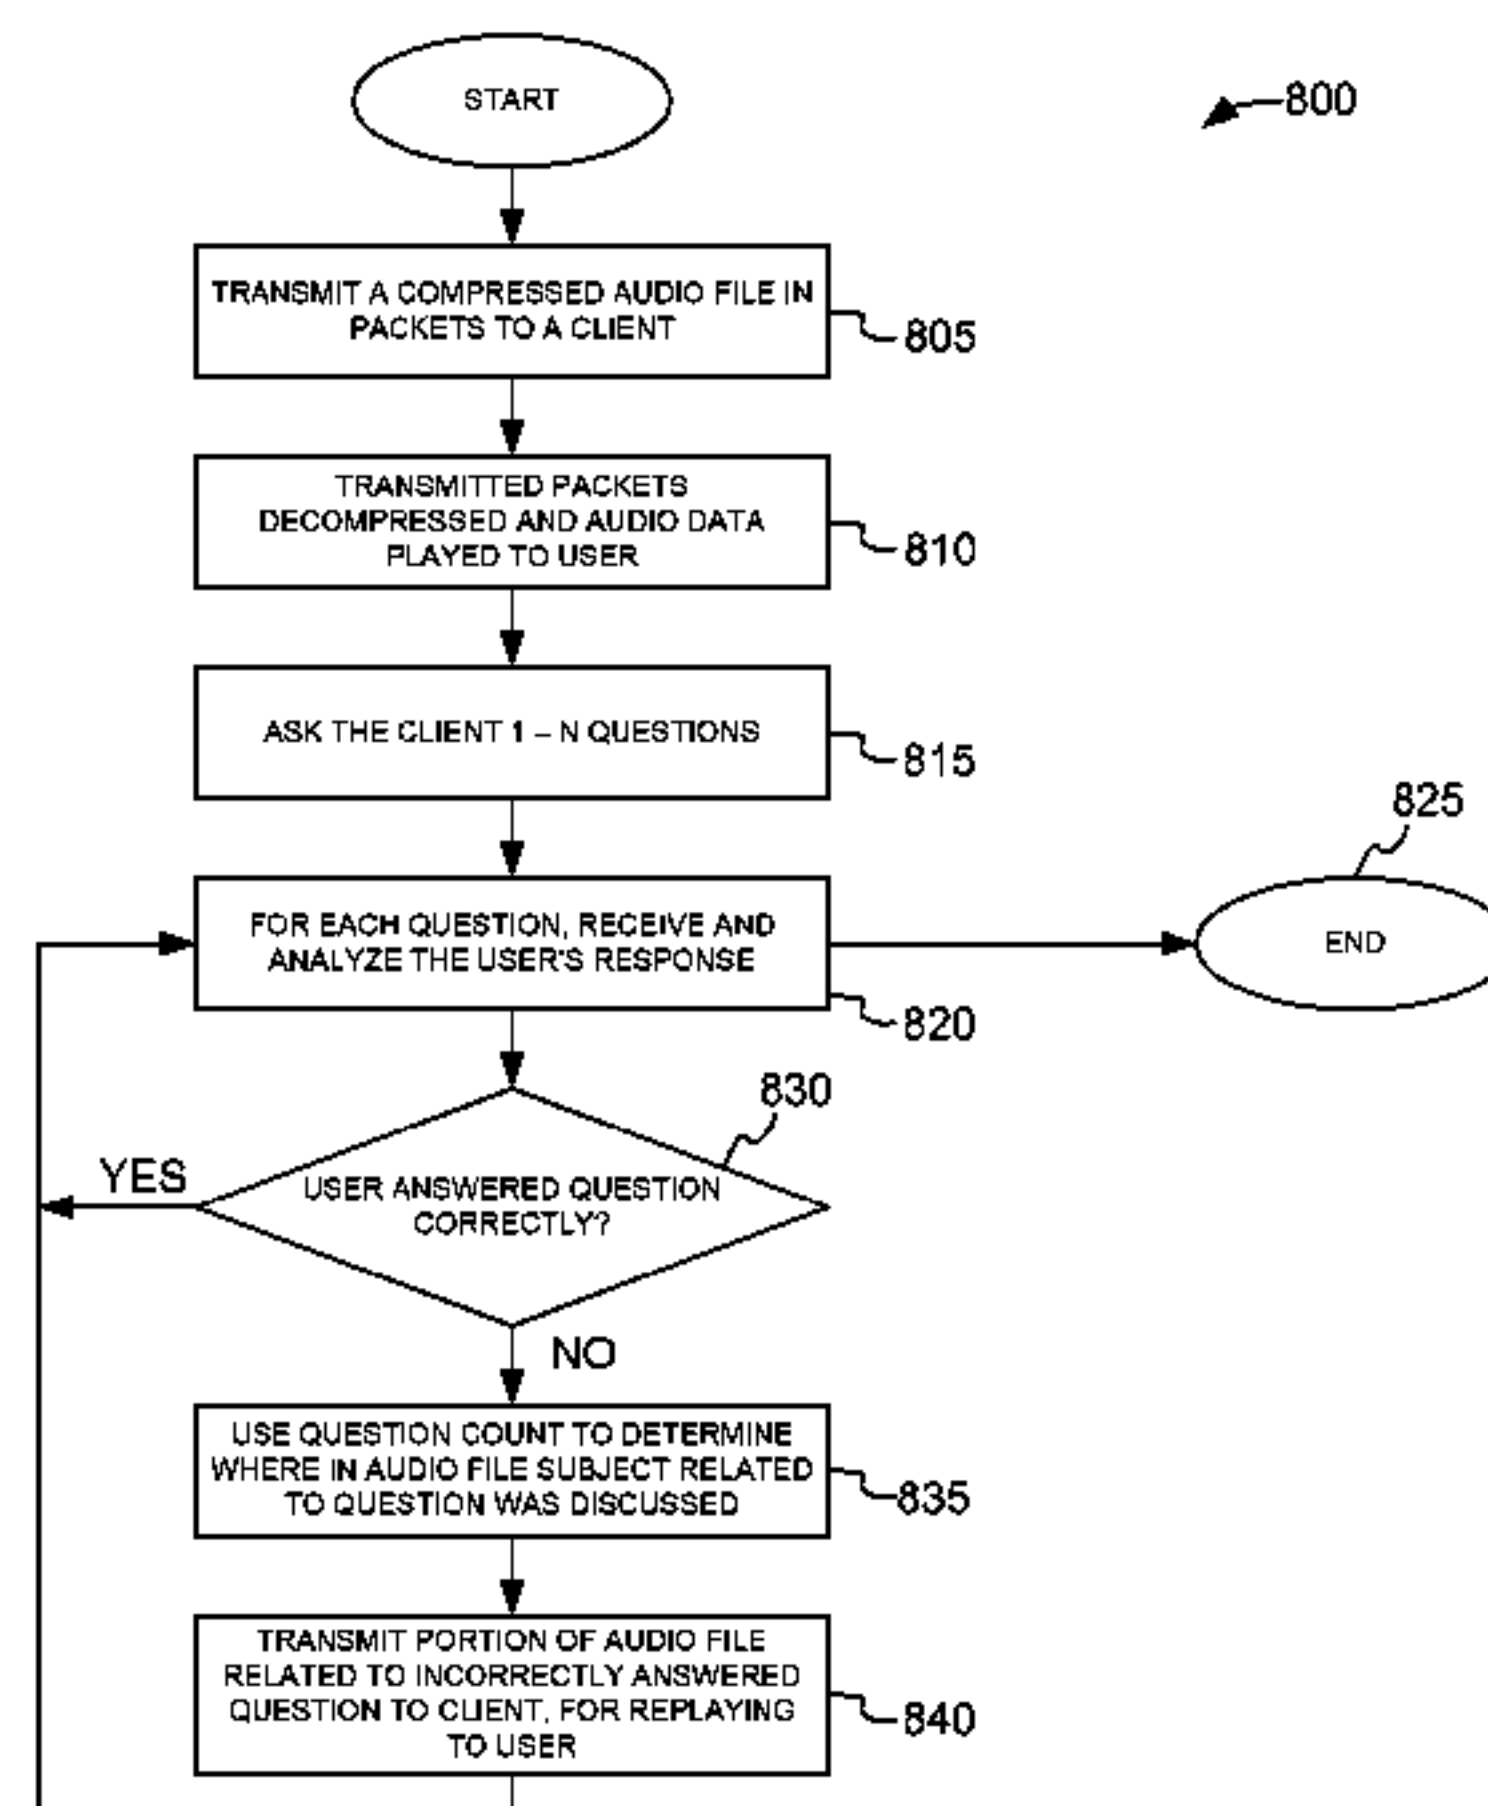 START
800
TRANSMIT A COMPRESSED AUDIO FILE IN
PACKETS TO A CLIENT
805
TRANSMITTED PACKETS
DECOMPRESSED AND AUDIO DATA
PLAYED TO USER
810
ASK THE CLIENT 1 – N QUESTIONS
815
825
FOR EACH QUESTION, RECEIVE AND
ANALYZE THE USER'S RESPONSE
END
820
830
YES
USER ANSWERED QUESTION
CORRECTLY?
NO
USE QUESTION COUNT TO DETERMINE
WHERE IN AUDIO FILE SUBJECT RELATED
TO QUESTION WAS DISCUSSED
835
TRANSMIT PORTION OF AUDIO FILE
RELATED TO INCORRECTLY ANSWERED
QUESTION TO CLIENT, FOR REPLAYING
TO USER
840